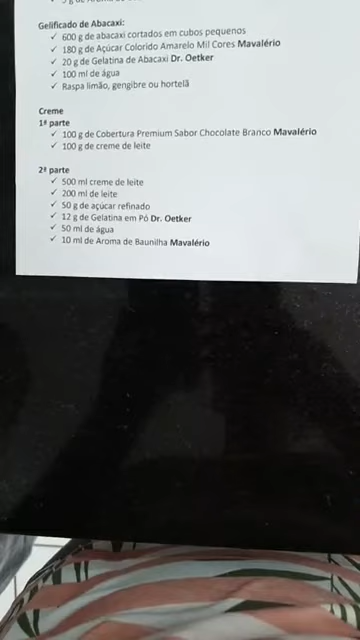 Gelificado de Abacaxi:
✓ 600 g de abacaxi cortados em cubos pequenos
✓ 180 g de Açúcar Colorido Amarelo Mil Cores Mavalério
✓ 20 g de Gelatina de Abacaxi Dr. Oetker
✓ 100 ml de água
✓ Raspa limão, gengibre ou hortelã
Creme
1ª parte
✓ 100 g de Cobertura Premium Sabor Chocolate Branco Mavalério
✓ 100 g de creme de leite
2ª parte
✓ 500 ml creme de leite
✓ 200 ml de leite
✓ 50 g de açúcar refinado
✓ 12 g de Gelatina em Pó Dr. Oetker
✓ 50 ml de água
✓ 10 ml de Aroma de Baunilha Mavalério